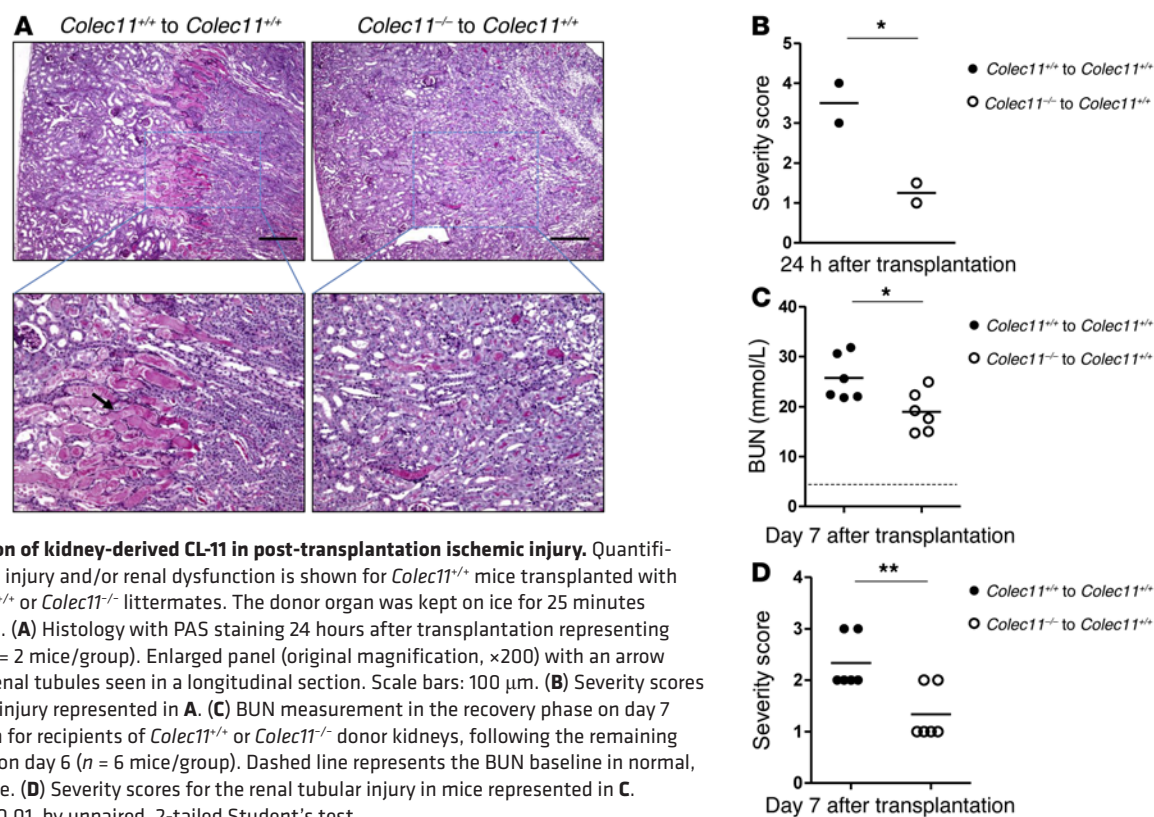 A Colec11+/+ to Colec11+/+ Colec11–/– to Colec11+/+
B
Severity score
5
4
3
2
1
0
*
24 h after transplantation
Colec11+/+ to Colec11+/+
Colec11–/– to Colec11+/+
C
BUN (mmol/L)
40
30
20
10
0
*
Day 7 after transplantation
Colec11+/+ to Colec11+/+
Colec11–/– to Colec11+/+
D
Severity score
4
3
2
1
0
**
Day 7 after transplantation
Colec11+/+ to Colec11+/+
Colec11–/– to Colec11+/+
on of kidney-derived CL-11 in post-transplantation ischemic injury. Quantifi-
injury and/or renal dysfunction is shown for Colec11+/+ mice transplanted with
+/+ or Colec11–/– littermates. The donor organ was kept on ice for 25 minutes
. (A) Histology with PAS staining 24 hours after transplantation representing
= 2 mice/group). Enlarged panel (original magnification, ×200) with an arrow
enal tubules seen in a longitudinal section. Scale bars: 100 μm. (B) Severity scores
injury represented in A. (C) BUN measurement in the recovery phase on day 7
for recipients of Colec11+/+ or Colec11–/– donor kidneys, following the remaining
on day 6 (n = 6 mice/group). Dashed line represents the BUN baseline in normal,
e. (D) Severity scores for the renal tubular injury in mice represented in C.
0.01, by unpaired, 2-tailed Student's test